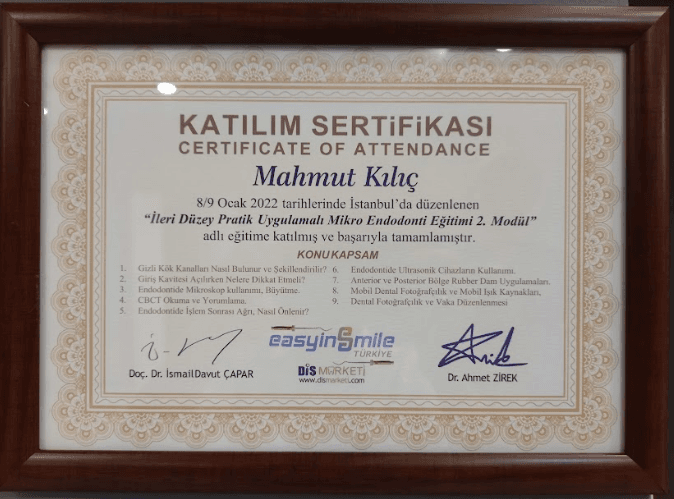 KATILIM SERTiFiKASI
CERTIFICATE OF ATTENDANCE
Mahmut Kılıç
8/9 Ocak 2022 tarihlerinde İstanbul'da düzenlenen
“İleri Düzey Pratik Uygulamalı Mikro Endodonti Eğitimi 2. Modül”
adlı eğitime katılmış ve başarıyla tamamlamıştır.
KONU KAPSAM
1. Gizli Kök Kanalları Nasıl Bulunur ve Şekillendirilir?
2. Giriş Kavitesi Açılırken Nelere Dikkat Etmeli?
3. Endodontide Mikroskop kullanımı, Büyütme.
4. CBCT Okuma ve Yorumlama.
5. Endodontide İşlem Sonrası Ağrı, Nasıl Önlenir?
6. Endodontide Ultrasonik Cihazların Kullanımı.
7. Anterior ve Posterior Bölge Rubber Dam Uygulamaları.
8. Mobil Dental Fotoğrafçılık ve Mobil Işık Kaynakları,
9. Dental Fotoğrafçılık ve Vaka Düzenlenmesi
easyinSmile
TÜRKİYE
DİŞ MARKETİ
www.dismarketi.com
Doç. Dr. İsmailDavut ÇAPAR
Dr. Ahmet ZİREK